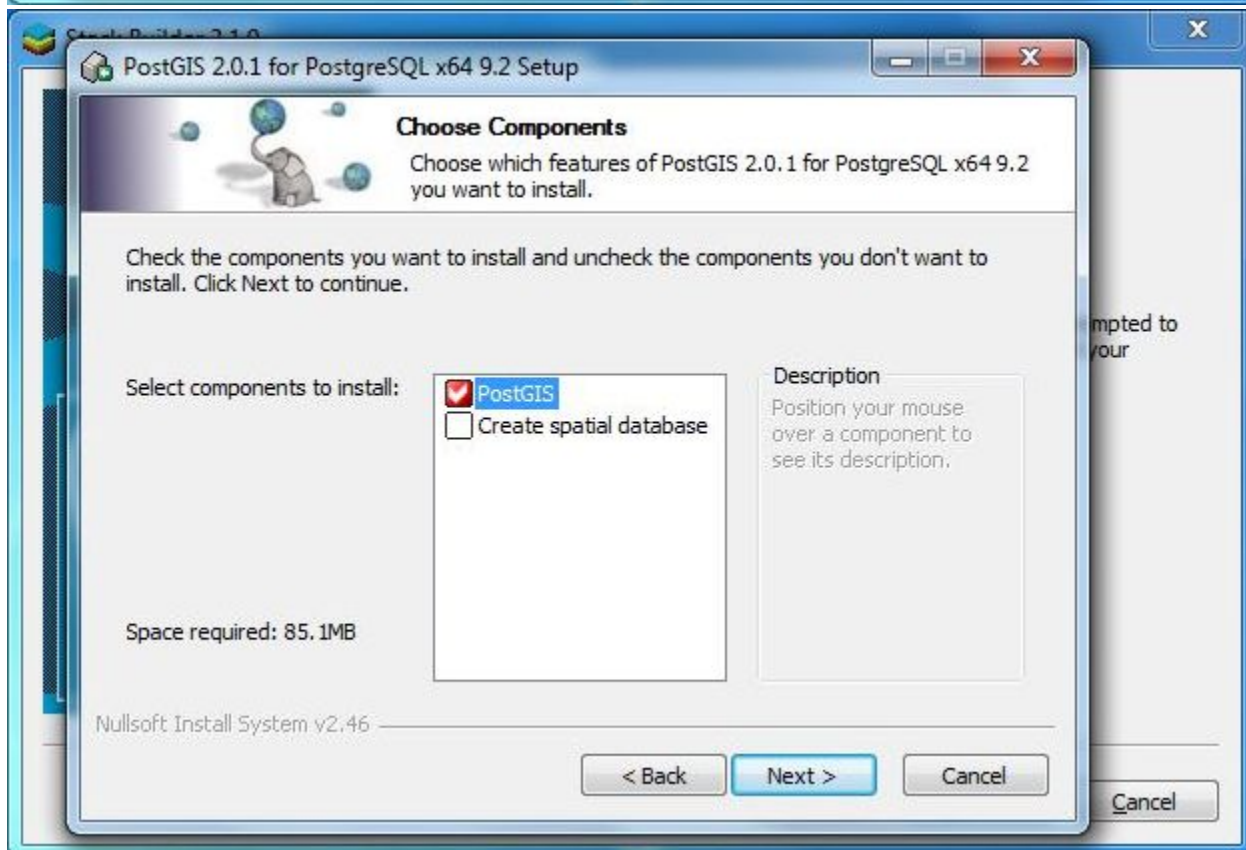 PostGIS 2.0.1 for PostgreSQL x64 9.2 Setup
Choose Components
Choose which features of PostGIS 2.0.1 for PostgreSQL x64 9.2
you want to install.
Check the components you want to install and uncheck the components you don't want to
install. Click Next to continue.
mpted to
your
Select components to install:
PostGIS
Create spatial database
Description
Position your mouse
over a component to
see its description.
Space required: 85.1MB
Nullsoft Install System v2.46
< Back
Next >
Cancel
Cancel